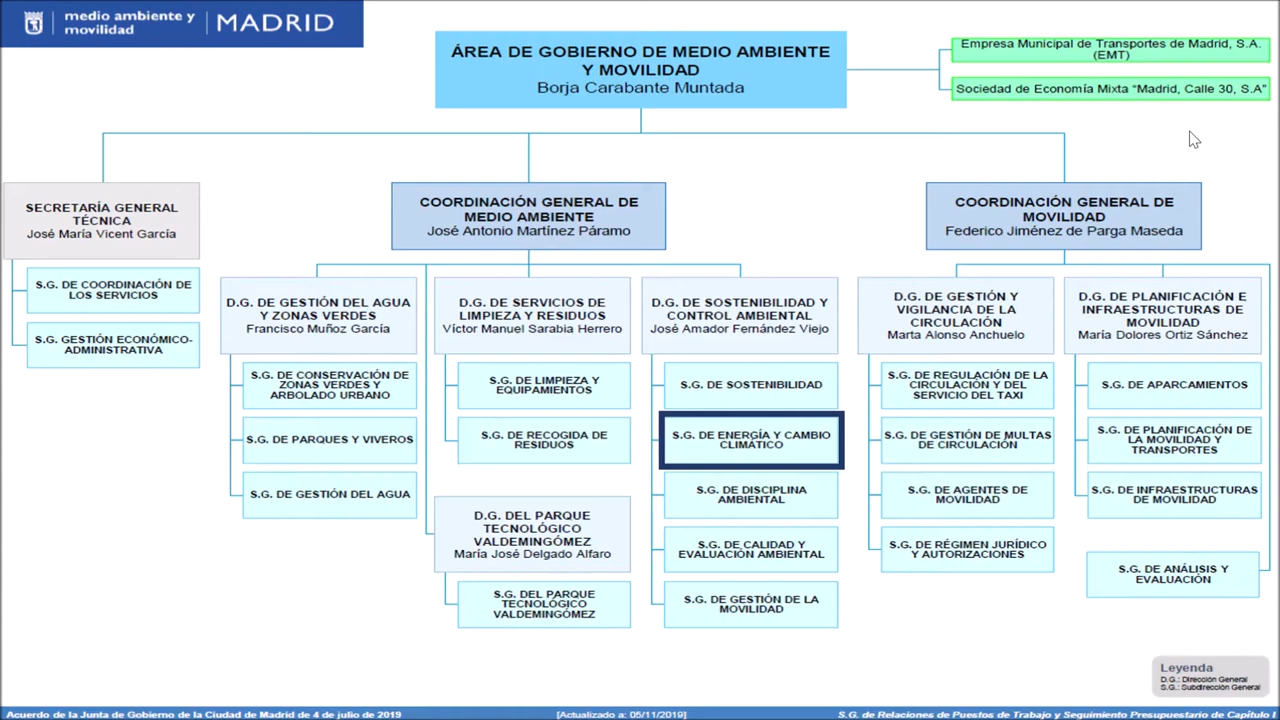 medio ambiente y
movilidad
MADRID
ÁREA DE GOBIERNO DE MEDIO AMBIENTE
Y MOVILIDAD
Borja Carabante Muntada
Empresa Municipal de Transportes de Madrid, S.A.
(EMT)
Sociedad de Economía Mixta “Madrid, Calle 30, S.A”
SECRETARÍA GENERAL
TÉCNICA
José María Vicent García
S.G. DE COORDINACIÓN DE
LOS SERVICIOS
S.G. GESTIÓN ECONÓMICO-
ADMINISTRATIVA
COORDINACIÓN GENERAL DE
MEDIO AMBIENTE
José Antonio Martínez Páramo
D.G. DE GESTIÓN DEL AGUA
Y ZONAS VERDES
Francisco Muñoz García
S.G. DE CONSERVACIÓN DE
ZONAS VERDES Y
ARBOLADO URBANO
S.G. DE PARQUES Y VIVEROS
S.G. DE GESTIÓN DEL AGUA
D.G. DE SERVICIOS DE
LIMPIEZA Y RESIDUOS
Víctor Manuel Sarabia Herrero
S.G. DE LIMPIEZA Y
EQUIPAMIENTOS
S.G. DE RECOGIDA DE
RESIDUOS
D.G. DEL PARQUE
TECNOLÓGICO
VALDEMINGÓMEZ
María José Delgado Alfaro
S.G. DEL PARQUE
TECNOLÓGICO
VALDEMINGÓMEZ
D.G. DE SOSTENIBILIDAD Y
CONTROL AMBIENTAL
José Amador Fernández Viejo
S.G. DE SOSTENIBILIDAD
S.G. DE ENERGÍA Y CAMBIO
CLIMÁTICO
S.G. DE DISCIPLINA
AMBIENTAL
S.G. DE CALIDAD Y
EVALUACIÓN AMBIENTAL
S.G. DE GESTIÓN DE LA
MOVILIDAD
COORDINACIÓN GENERAL DE
MOVILIDAD
Federico Jiménez de Parga Maseda
D.G. DE GESTIÓN Y
VIGILANCIA DE LA
CIRCULACIÓN
Marta Alonso Anchuelo
S.G. DE REGULACIÓN DE LA
CIRCULACIÓN Y DEL
SERVICIO DEL TAXI
S.G. DE GESTIÓN DE MULTAS
DE CIRCULACIÓN
S.G. DE AGENTES DE
MOVILIDAD
S.G. DE RÉGIMEN JURÍDICO
Y AUTORIZACIONES
D.G. DE PLANIFICACIÓN E
INFRAESTRUCTURAS DE
MOVILIDAD
María Dolores Ortiz Sánchez
S.G. DE APARCAMIENTOS
S.G. DE PLANIFICACIÓN DE
LA MOVILIDAD Y
TRANSPORTES
S.G. DE INFRAESTRUCTURAS
DE MOVILIDAD
S.G. DE ANÁLISIS Y
EVALUACIÓN
Leyenda
D.G.: Dirección General
S.G.: Subdirección General
Acuerdo de la Junta de Gobierno de la Ciudad de Madrid de 4 de julio de 2019
[Actualizado a: 05/11/2019]
S.G. de Relaciones de Puestos de Trabajo y Seguimiento Presupuestario de Capítulo I